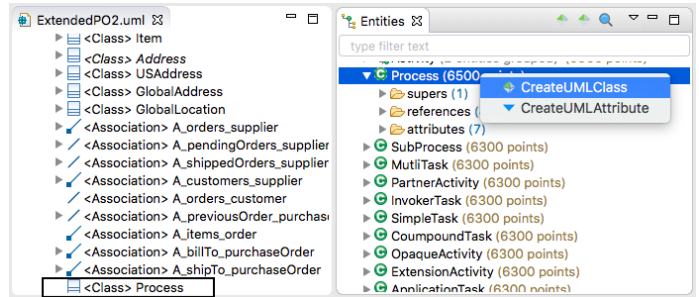 ExtendedPO2.uml
<Class> Item
<Class> Address
<Class> USAddress
<Class> GlobalAddress
<Class> GlobalLocation
<Association> A_orders_supplier
<Association> A_pendingOrders_supplier
<Association> A_shippedOrders_supplier
<Association> A_customers_supplier
<Association> A_orders_customer
<Association> A_previousOrder_purchase
<Association> A_items_order
<Association> A_billTo_purchaseOrder
<Association> A_shipTo_purchaseOrder
<Class> Process
Entities
type filter text
Process (6500
CreateUMLClass
CreateUMLAttribute
supers (1)
references
attributes (7)
SubProcess (6300 points)
MutliTask (6300 points)
PartnerActivity (6300 points)
InvokerTask (6300 points)
SimpleTask (6300 points)
CoumpoundTask (6300 points)
OpaqueActivity (6300 points)
ExtensionActivity (6300 points)
ApplicationTask (6300 points)